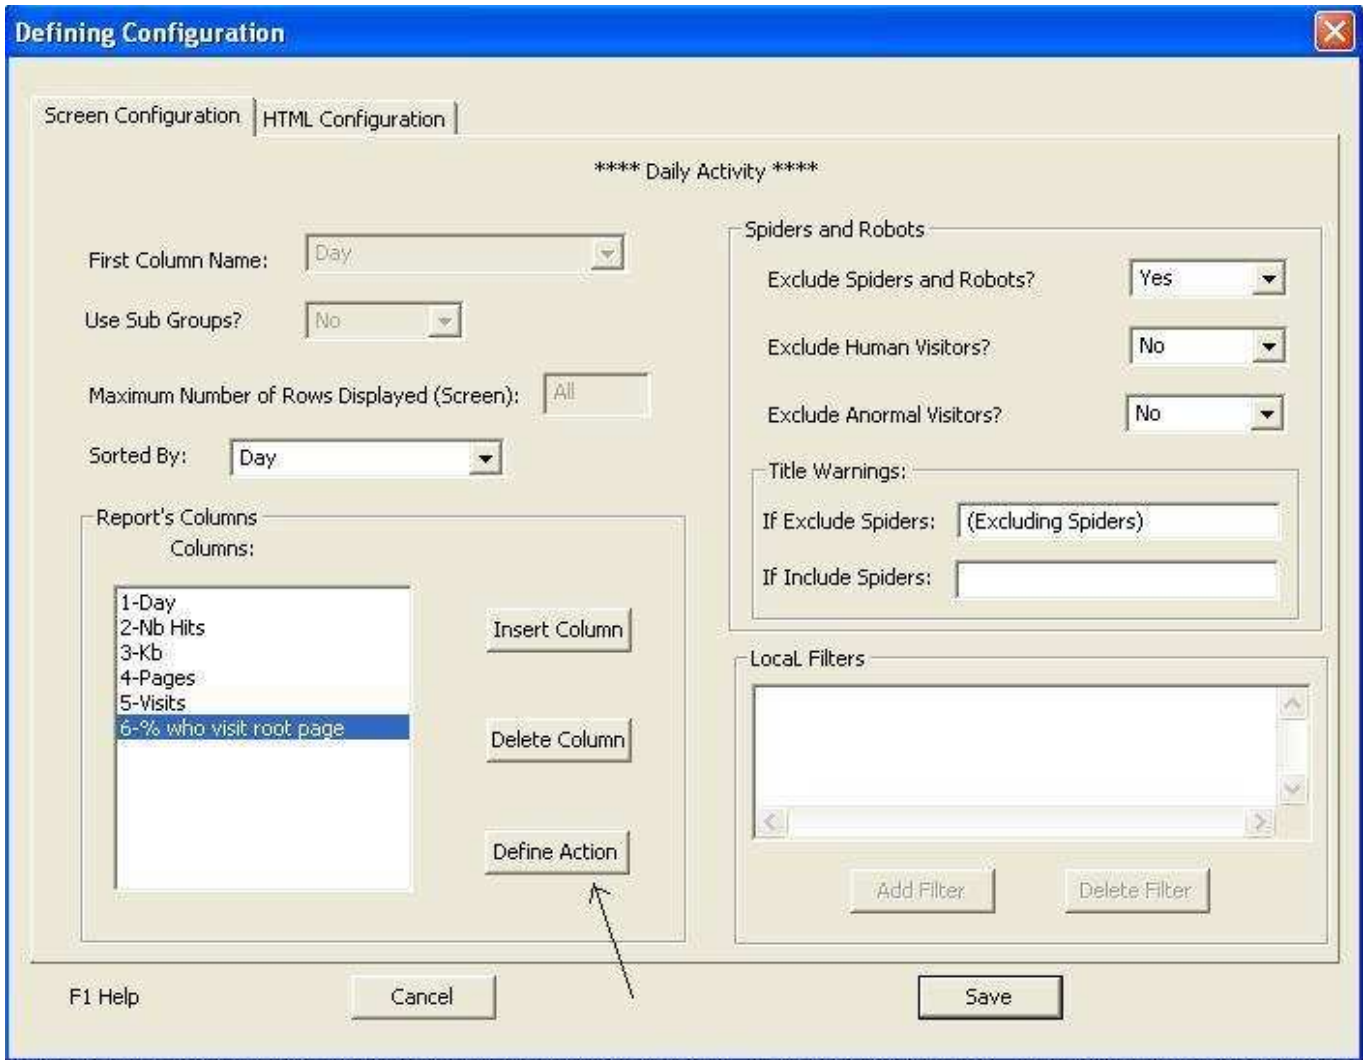 Defining Configuration
Screen Configuration
HTML Configuration
**** Daily Activity ****
First Column Name:
Day
Use Sub Groups?
No
Maximum Number of Rows Displayed (Screen):
All
Sorted By:
Day
Report's Columns
Columns:
1-Day
2-Nb Hits
3-Kb
4-Pages
5-Visits
6-% who visit root page
Insert Column
Delete Column
Define Action
Spiders and Robots
Exclude Spiders and Robots?
Yes
Exclude Human Visitors?
No
Exclude Anormal Visitors?
No
Title Warnings:
If Exclude Spiders:
(Excluding Spiders)
If Include Spiders:
LocaL Filters
Add Filter
Delete Filter
F1 Help
Cancel
Save